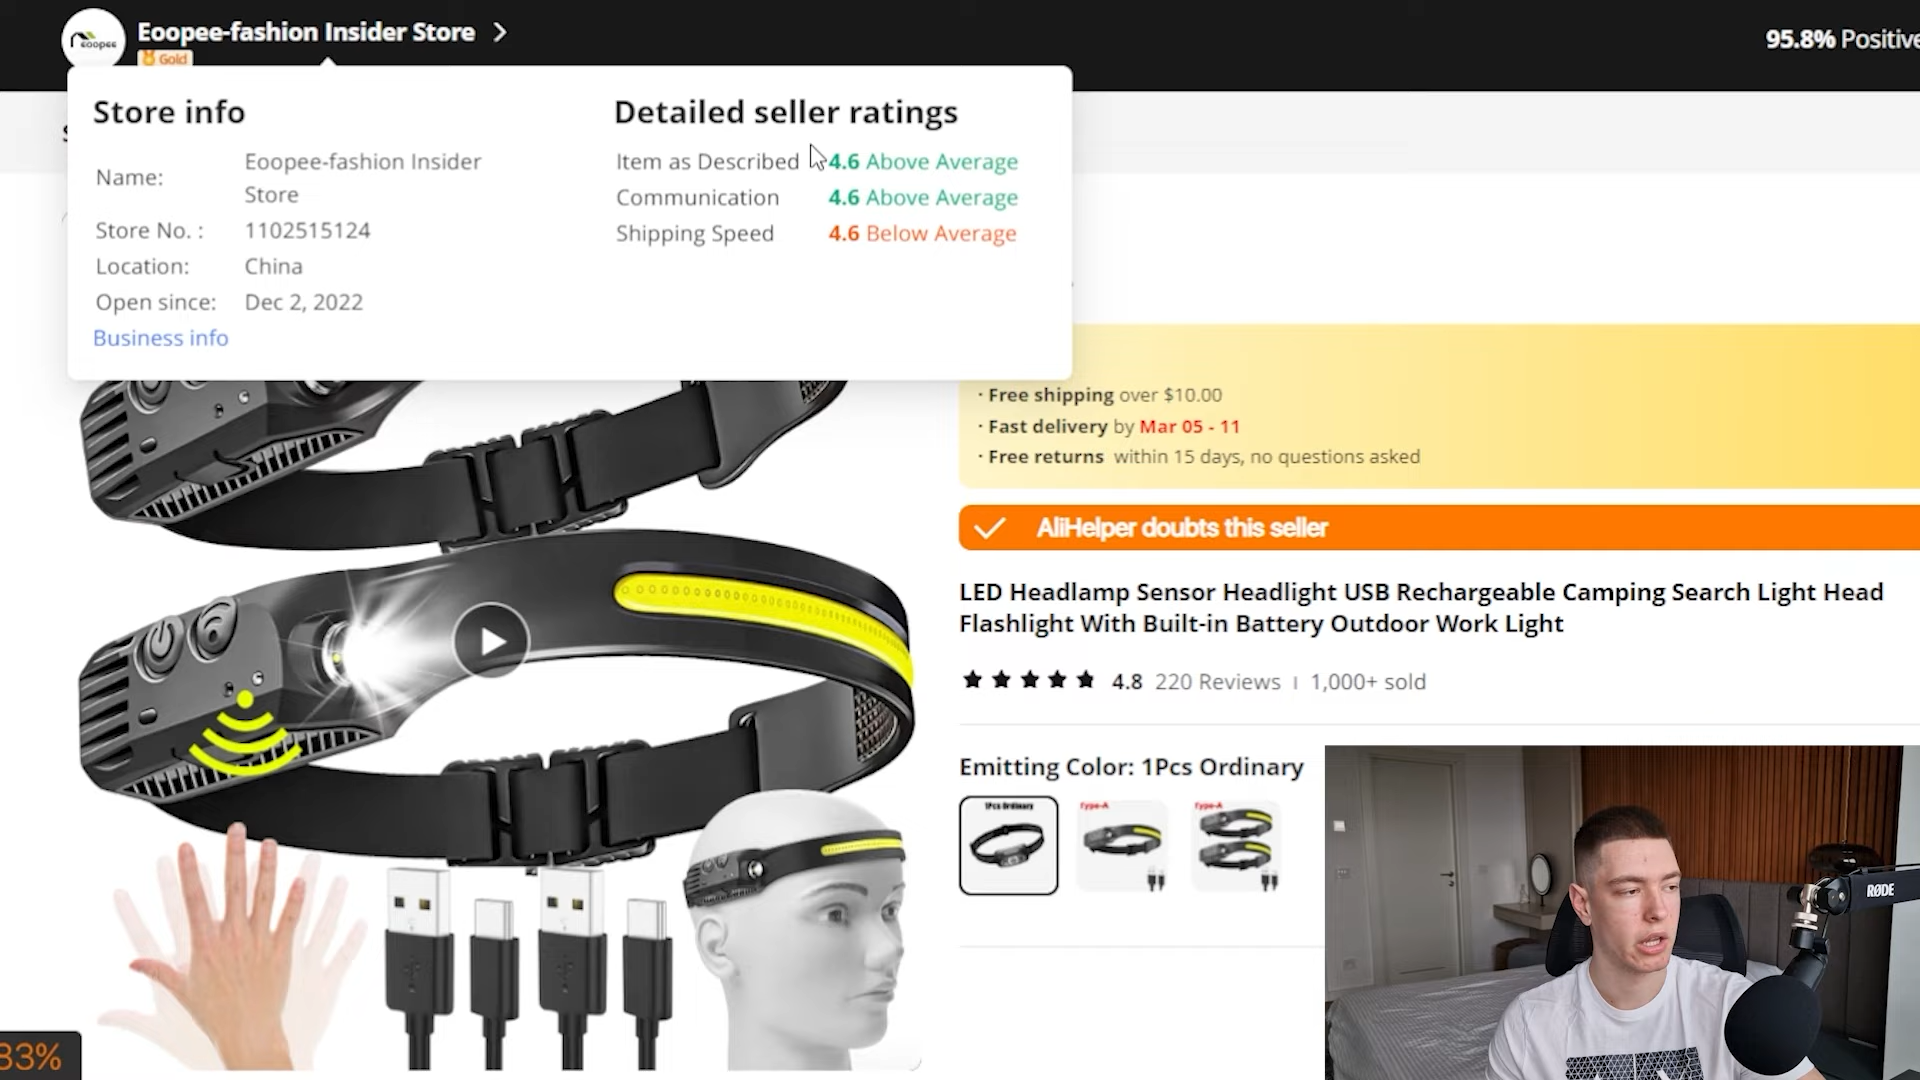 eoopee
Eoopee-fashion Insider Store
Gold
95.8% Positive
Store info
Name:
Eoopee-fashion Insider
Store
Store No. :
1102515124
Location:
China
Open since:
Dec 2, 2022
Business info
Detailed seller ratings
Item as Described
4.6 Above Average
Communication
4.6 Above Average
Shipping Speed
4.6 Below Average
· Free shipping over $10.00
· Fast delivery by Mar 05 - 11
· Free returns within 15 days, no questions asked
AliHelper doubts this seller
LED Headlamp Sensor Headlight USB Rechargeable Camping Search Light Head
Flashlight With Built-in Battery Outdoor Work Light
4.8 220 Reviews 1,000+ sold
Emitting Color: 1Pcs Ordinary
1Pcs Ordinary
Type-A
Type-A
RØDE
33%